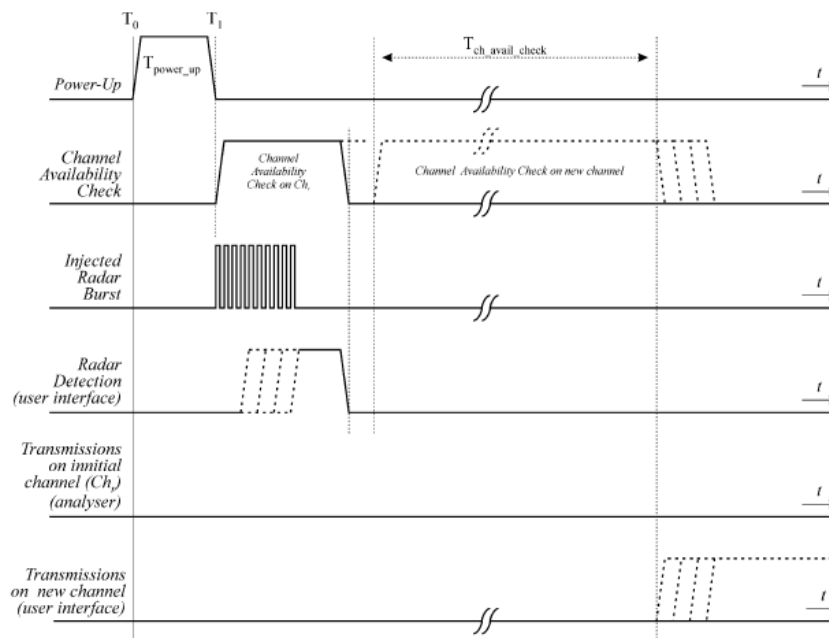 T0 T1
Tch_avail_check
Tpower_up
Power-Up
t
Channel
Availability
Check
Channel
Availability
Check on Chr
Channel Availability Check on new channel
t
Injected
Radar
Burst
t
Radar
Detection
(user interface)
t
Transmissions
on innitial
channel (Chr)
(analyser)
t
Transmissions
on new channel
(user interface)
t